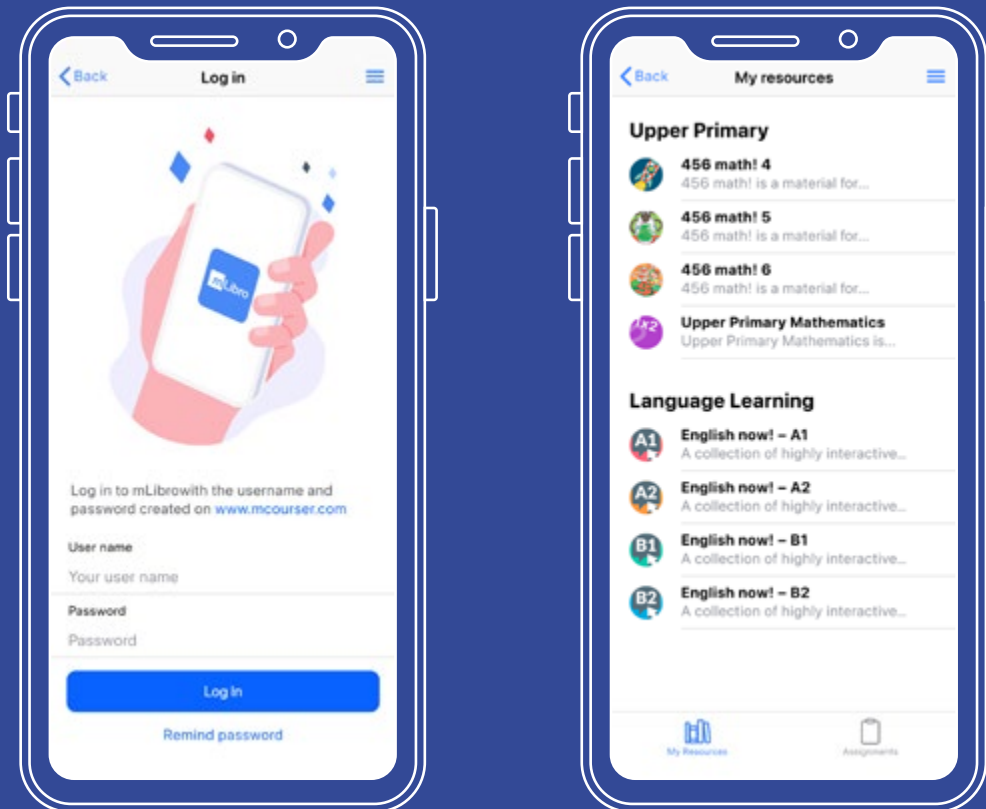 Back
Log in
mLibro
Log in to mLibrowith the username and
password created on www.mcourser.com
User name
Your user name
Password
Password
Log In
Remind password
Back
My resources
Upper Primary
456 math! 4
456 math! is a material for...
456 math! 5
456 math! is a material for...
456 math! 6
456 math! is a material for...
1x2
Upper Primary Mathematics
Upper Primary Mathematics is...
Language Learning
A1
English now! – A1
A collection of highly interactive...
A2
English now! – A2
A collection of highly interactive...
B1
English now! – B1
A collection of highly interactive...
B2
English now! – B2
A collection of highly interactive...
My Resources
Assignments